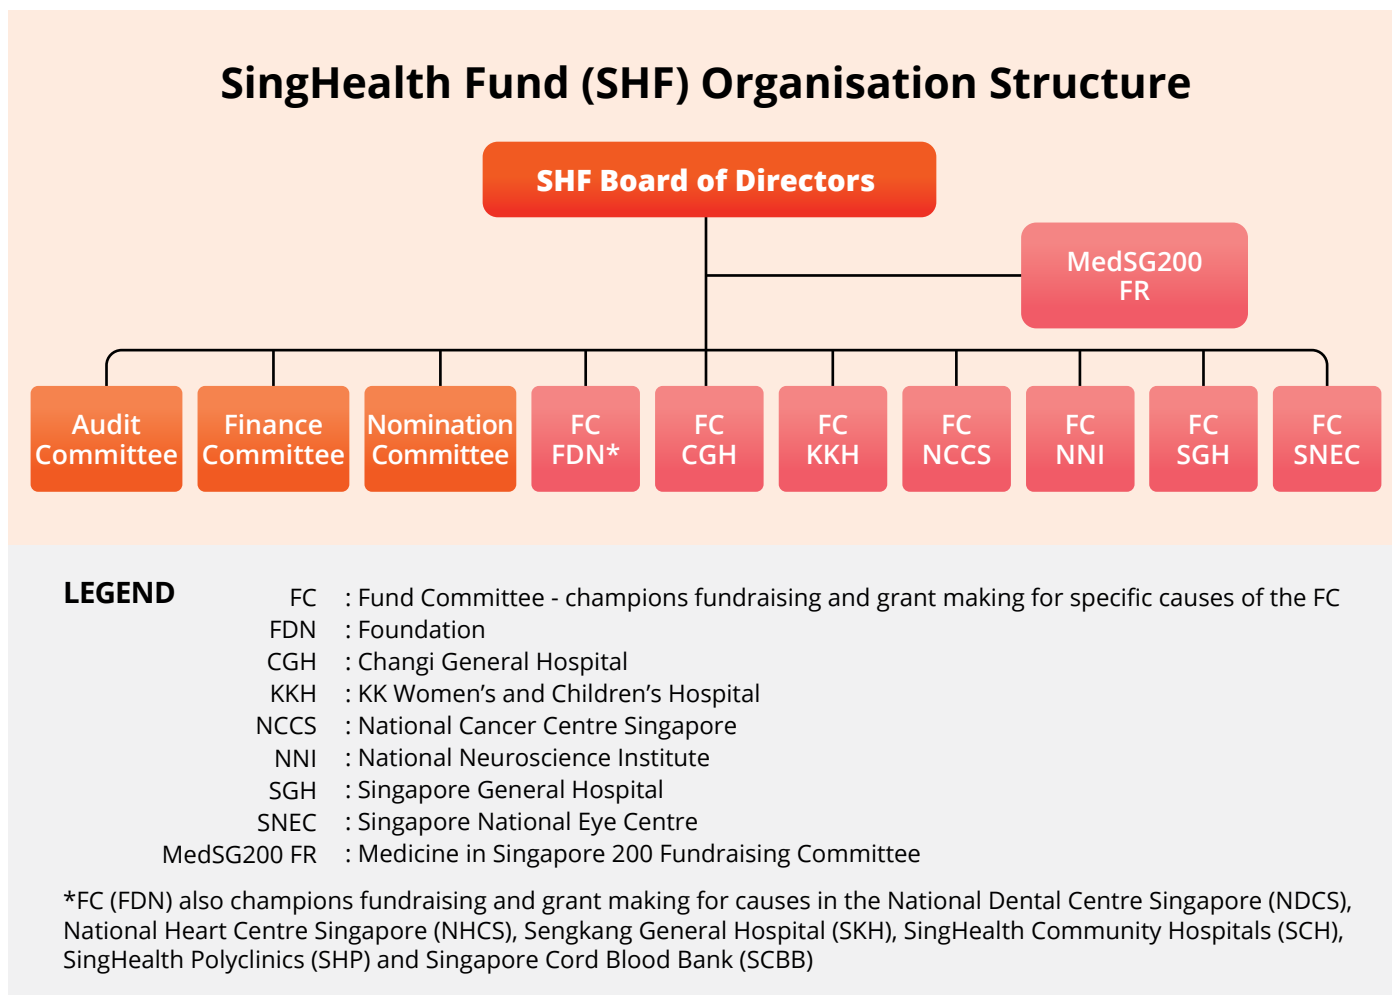 SingHealth Fund (SHF) Organisation Structure
SHF Board of Directors
MedSG200
FR
Audit
Committee
Finance
Committee
Nomination
Committee
FC
FDN*
FC
CGH
FC
KKH
FC
NCCS
FC
NNI
FC
SGH
FC
SNEC
LEGEND
FC : Fund Committee - champions fundraising and grant making for specific causes of the FC
FDN : Foundation
CGH : Changi General Hospital
KKH : KK Women’s and Children’s Hospital
NCCS : National Cancer Centre Singapore
NNI : National Neuroscience Institute
SGH : Singapore General Hospital
SNEC : Singapore National Eye Centre
MedSG200 FR : Medicine in Singapore 200 Fundraising Committee
*FC (FDN) also champions fundraising and grant making for causes in the National Dental Centre Singapore (NDCS),
National Heart Centre Singapore (NHCS), Sengkang General Hospital (SKH), SingHealth Community Hospitals (SCH),
SingHealth Polyclinics (SHP) and Singapore Cord Blood Bank (SCBB)